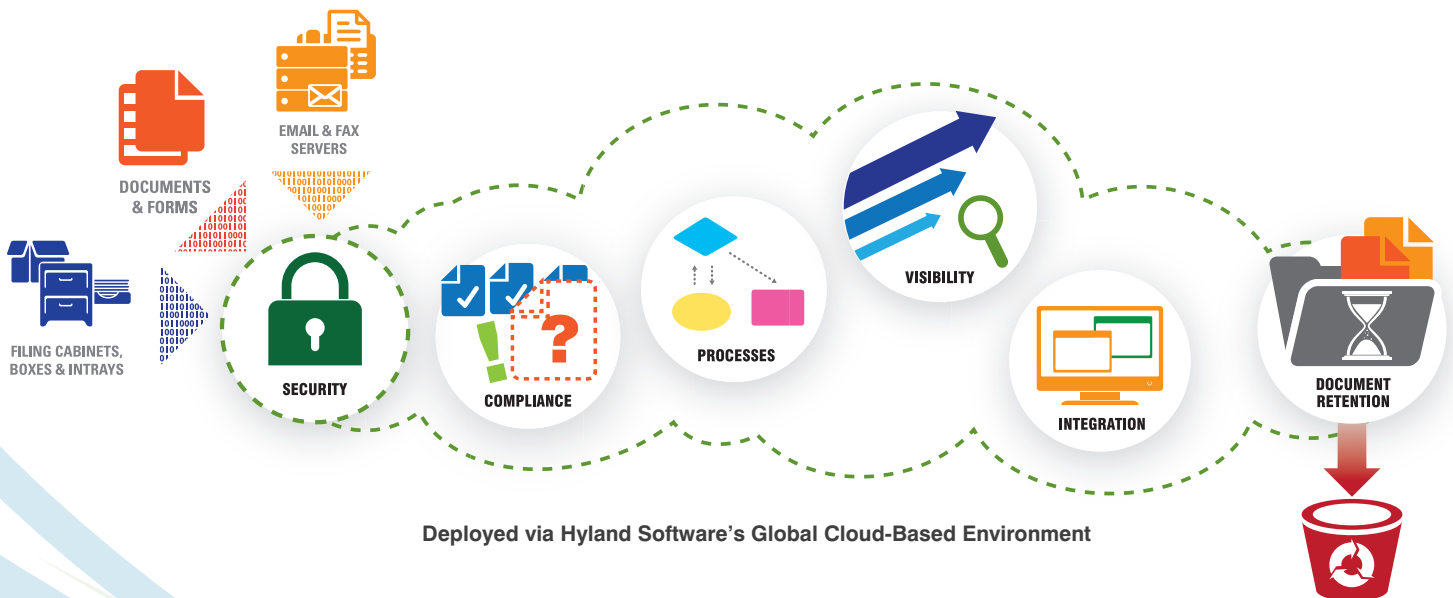 EMAIL & FAX
SERVERS
DOCUMENTS
& FORMS
FILING CABINETS,
BOXES & INTRAYS
SECURITY
COMPLIANCE
PROCESSES
VISIBILITY
INTEGRATION
DOCUMENT
RETENTION
Deployed via Hyland Software's Global Cloud-Based Environment